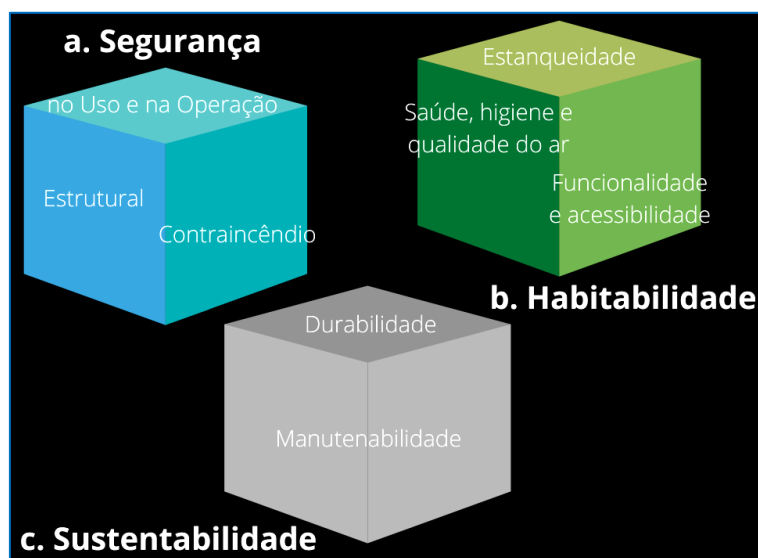 a. Segurança
no Uso e na Operação
Estrutural
Contraincêndio
Estanqueidade
Saúde, higiene e
qualidade do ar
Funcionalidade
e acessibilidade
b. Habitabilidade
Durabilidade
Manutenabilidade
c. Sustentabilidade